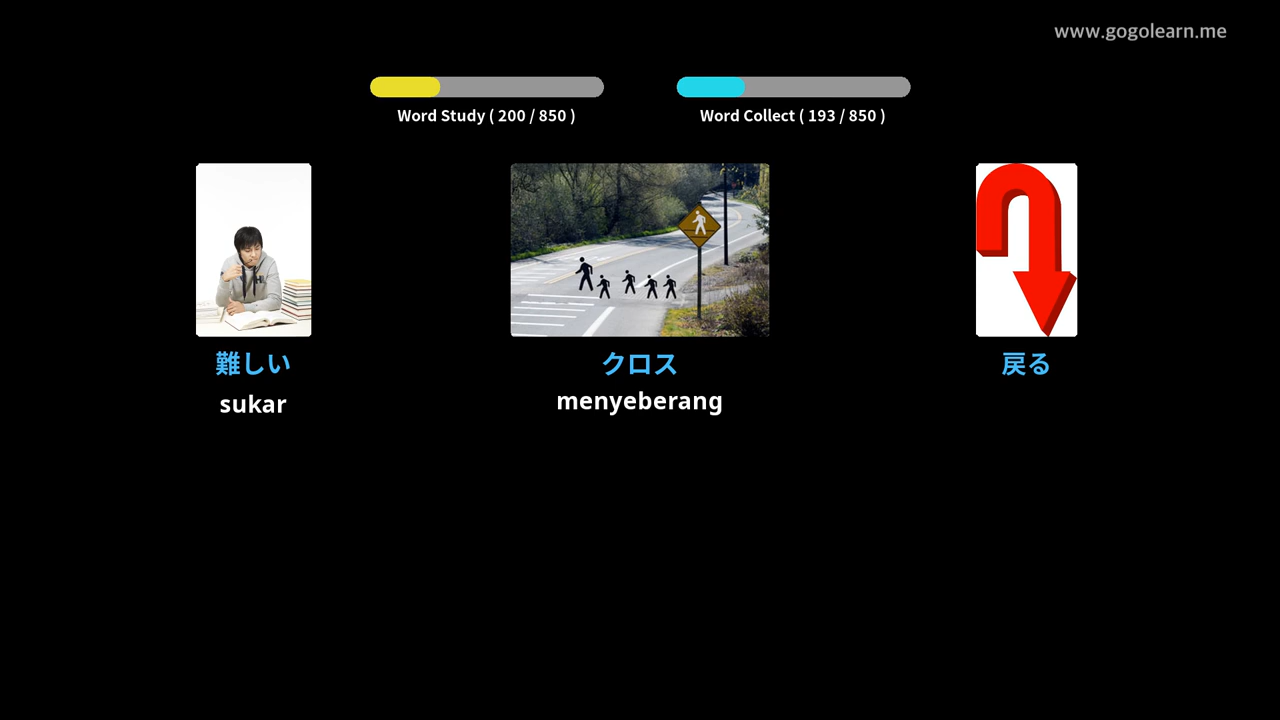 www.gogolearn.me
Word Study ( 200 / 850 )
Word Collect ( 193 / 850 )
難しい
クロス
戻る
sukar
menyeberang